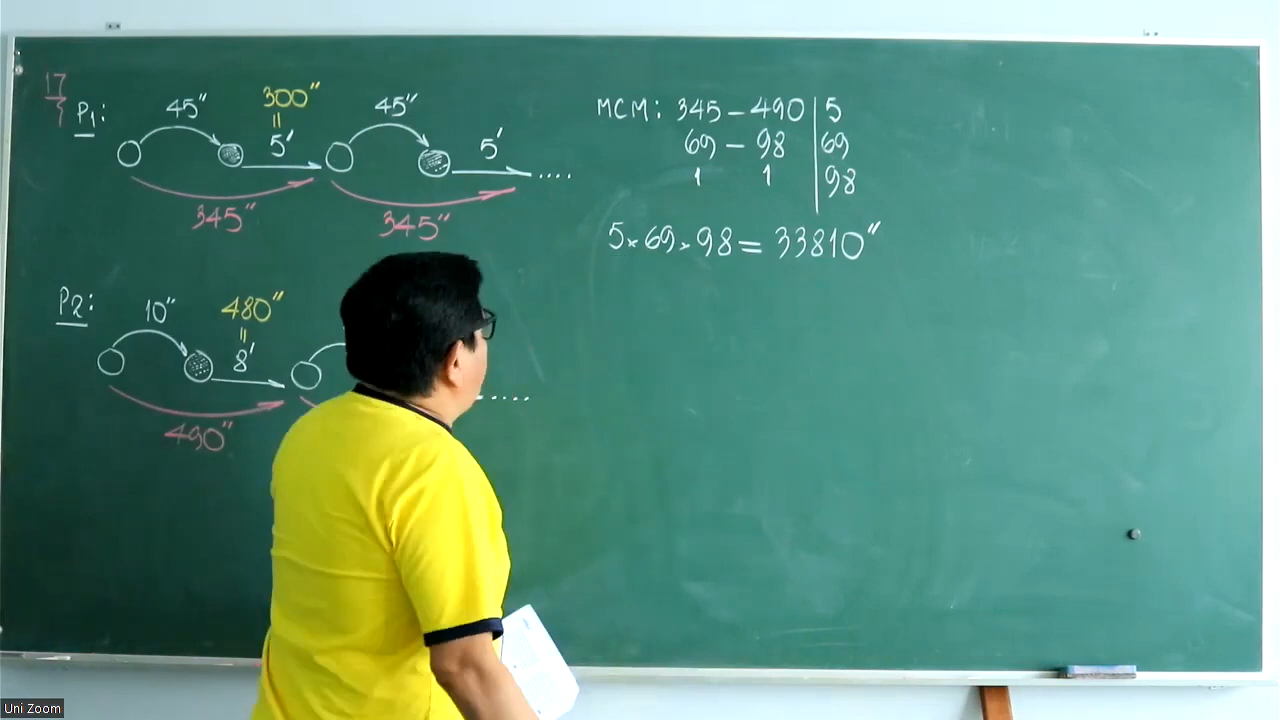 17
P1:
45"
300"
=
5'
45"
5'
....
345"
345"
P2:
10"
480"
=
8'
.....
490"
MCM: 345 - 490 | 5
69 - 98 | 69
1 1 | 98
5 x 69 x 98 = 33810"
Uni Zoom